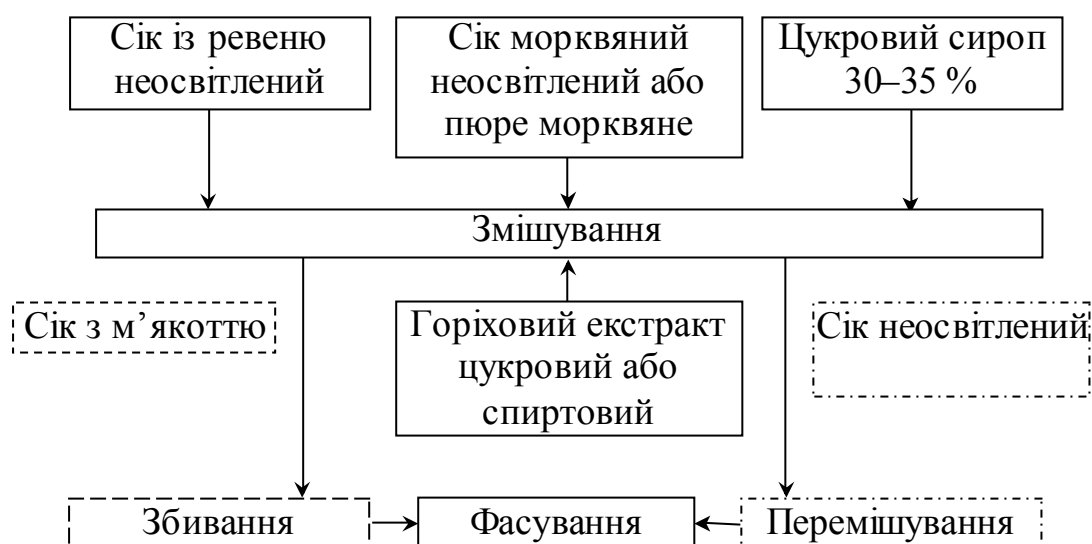 Сік із ревеню
неосвітлений
Сік морквяний
неосвітлений або
пюре морквяне
Цукровий сироп
30–35 %
Змішування
Сік з м’якоттю
Горіховий екстракт
цукровий або
спиртовий
Сік неосвітлений
Збивання
Фасування
Перемішування